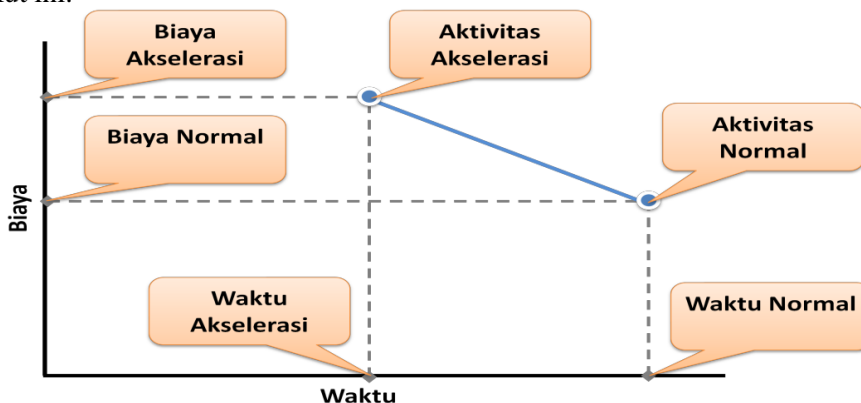 Biaya
Akselerasi
Aktivitas
Akselerasi
Biaya Normal
Aktivitas
Normal
Biaya
Waktu
Akselerasi
Waktu Normal
Waktu